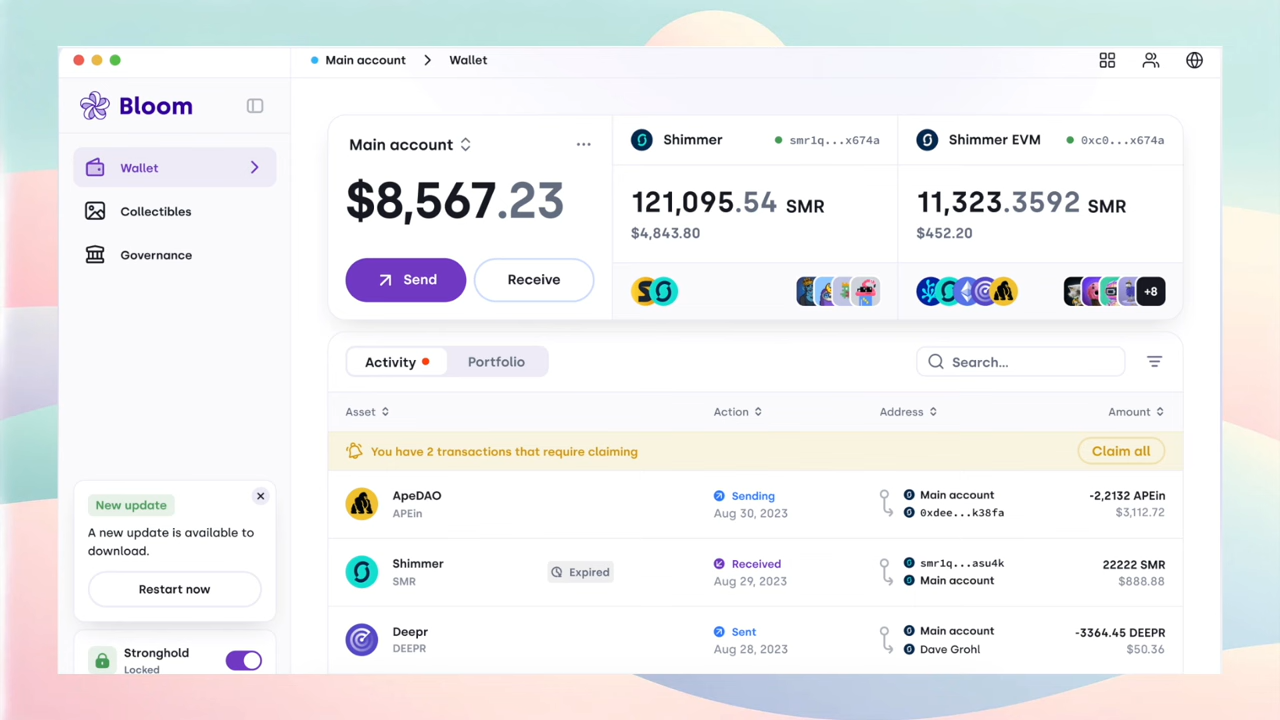 Main account > Wallet
Bloom
Wallet
Collectibles
Governance
New update
A new update is available to
download.
Restart now
Stronghold
Locked
Main account
$8,567.23
Send
Receive
Shimmer
smr1q...x674a
121,095.54 SMR
$4,843.80
Shimmer EVM
0xc0...x674a
11,323.3592 SMR
$452.20
+8
Activity
Portfolio
Search...
Asset Action Address Amount
You have 2 transactions that require claiming
Claim all
ApeDAO
APEin
Sending
Aug 30, 2023
Main account
0xdee...k38fa
-2,2132 APEin
$3,112.72
Shimmer
SMR
Expired
Received
Aug 29, 2023
smr1q...asu4k
Main account
22222 SMR
$888.88
Deepr
DEEPR
Sent
Aug 28, 2023
Main account
Dave Grohl
-3364.45 DEEPR
$50.36